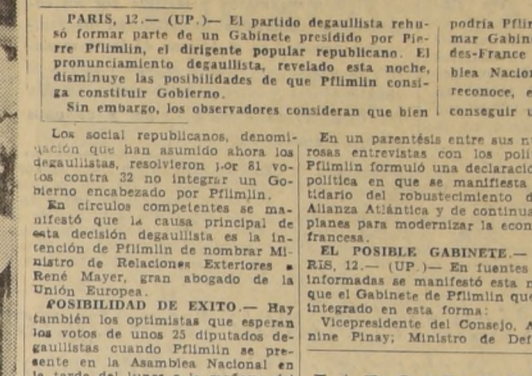 PARIS, 12.— (UP.)— El partido degaullista rehu-
só formar parte de un Gabinete presidido por Pie-
rre Pflimlin, el dirigente popular republicano. El
pronunciamiento degaullista, revelado esta noche,
disminuye las posibilidades de que Pflimlin consi-
ga constituir Gobierno.
Sin embargo, los observadores consideran que bien
podría Pflim
mar Gabin
des-France
blea Nacio
reconoce, e
conseguir u
Los social republicanos, denomi-
nación que han asumido ahora los
degaullistas, resolvieron por 81 vo-
tos contra 32 no integrar un Go-
bierno encabezado por Pflimlin.
En círculos competentes se ma-
nifestó que la causa principal de
esta decisión degaullista es la in-
tención de Pflimlin de nombrar Mi-
nistro de Relaciones Exteriores a
René Mayer, gran abogado de la
Unión Europea.
POSIBILIDAD DE EXITO.— Hay
también los optimistas que esperan
los votos de unos 25 diputados de-
gaullistas cuando Pflimlin se pre-
sente en la Asamblea Nacional en
En un parentésis entre sus nu
rosas entrevistas con los polí
Pflimlin formuló una declaració
política en que se manifiesta
tidario del robustecimiento d
Alianza Atlántica y de continua
planes para modernizar la econ
francesa.
EL POSIBLE GABINETE.—
RIS, 12.— (UP.)— En fuentes
informadas se manifestó esta n
que el Gabinete de Pflimlin qu
integrado en esta forma:
Vicepresidente del Consejo, A
nine Pinay; Ministro de Def